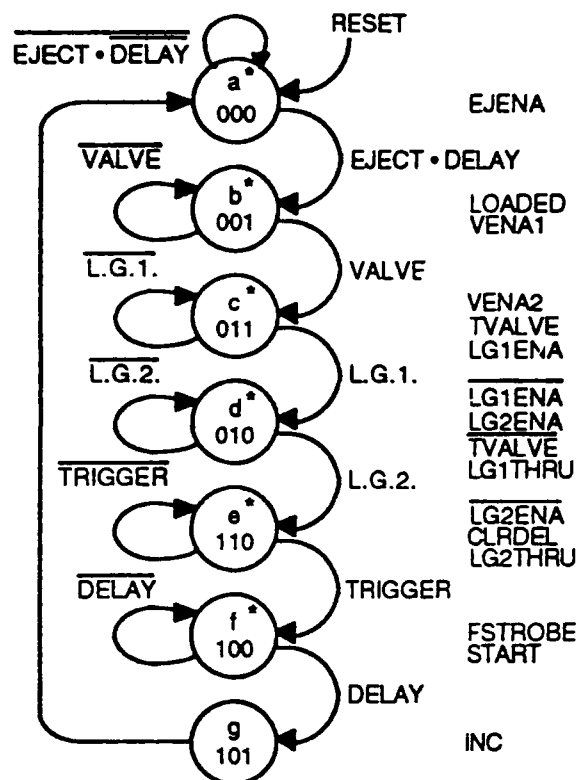 RESET
EJECT • DELAY
a*
000
EJENA
EJECT • DELAY
VALVE
b*
001
LOADED
VENA1
VALVE
L.G.1.
c*
011
VENA2
TVALVE
LG1ENA
L.G.1.
L.G.2.
d*
010
LG1ENA
LG2ENA
TVALVE
LG1THRU
L.G.2.
TRIGGER
e*
110
LG2ENA
CLRDEL
LG2THRU
TRIGGER
DELAY
f*
100
FSTROBE
START
DELAY
g
101
INC